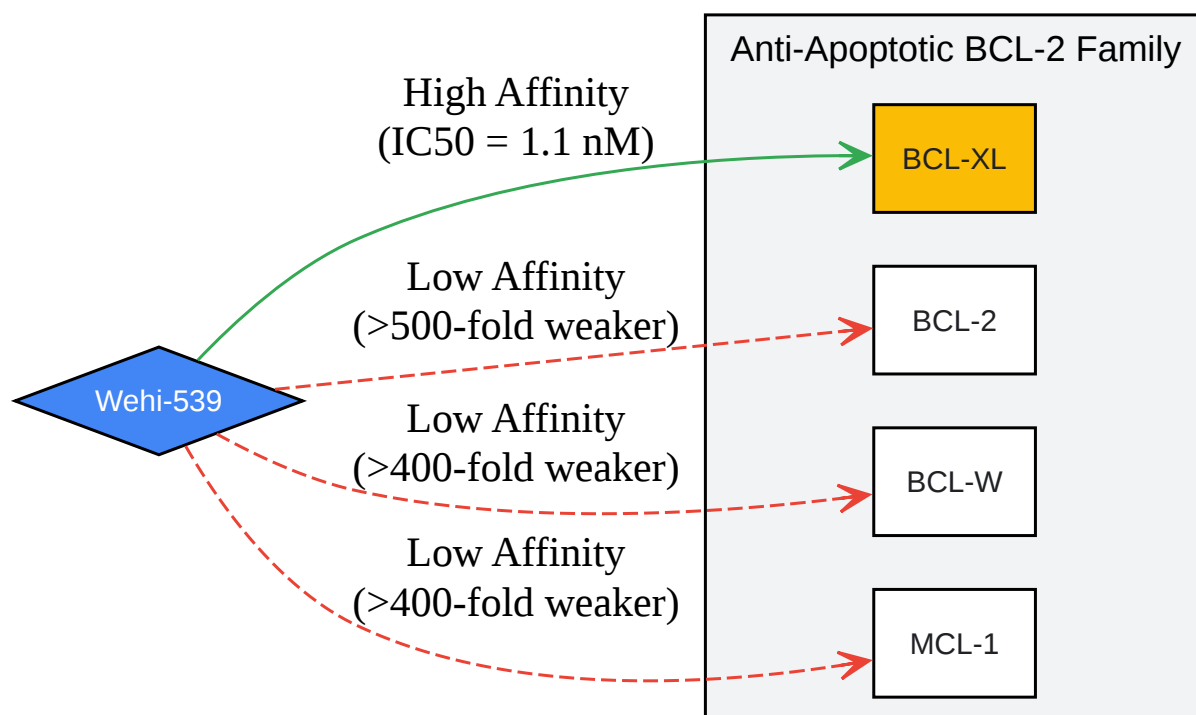 Anti-Apoptotic BCL-2 Family
High Affinity
(IC50 = 1.1 nM)
BCL-XL
Low Affinity
(>500-fold weaker)
BCL-2
Wehi-539
Low Affinity
(>400-fold weaker)
BCL-W
Low Affinity
(>400-fold weaker)
MCL-1